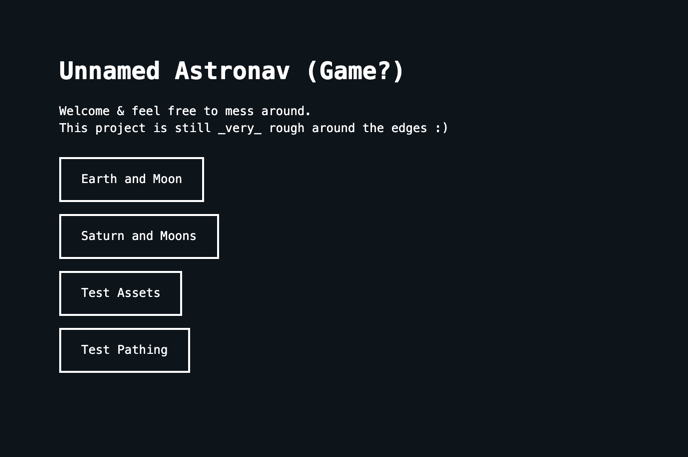 Unnamed Astronav (Game?)
Welcome & feel free to mess around.
This project is still _very_ rough around the edges :)
Earth and Moon
Saturn and Moons
Test Assets
Test Pathing